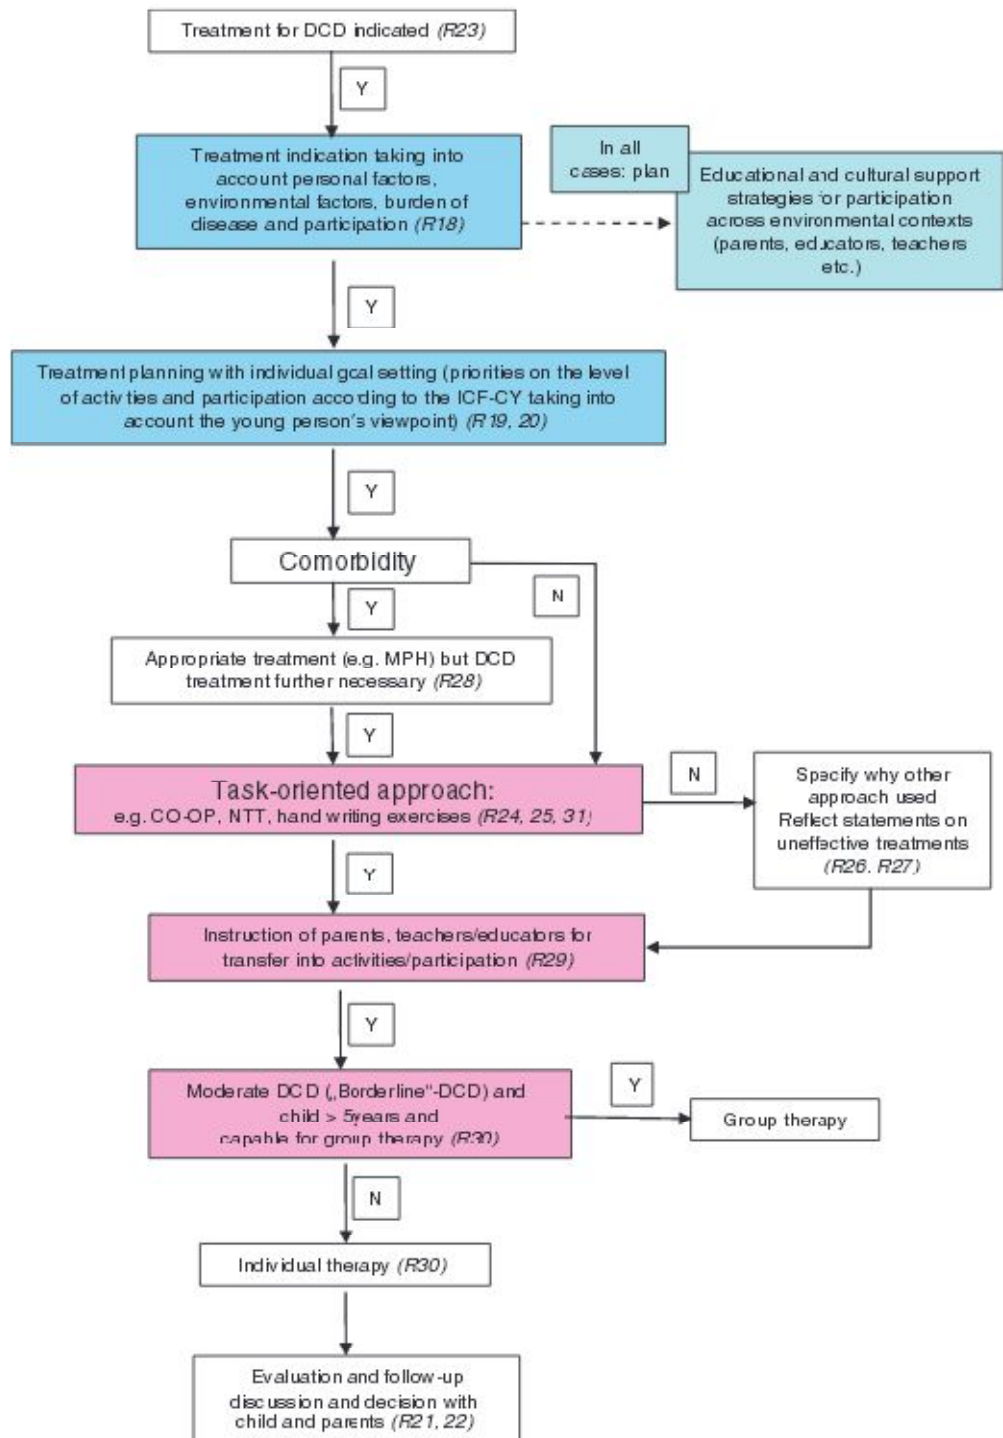 Treatment for DCD indicated (R23)
Y
Treatment indication taking into
account personal factors,
environmental factors, burden of
disease and participation (R18)
In all
cases: plan
Educational and cultural support
strategies for participation
across environmental contexts
(parents, educators, teachers
etc.)
Y
Treatment planning with individual goal setting (priorities on the level
of activities and participation according to the ICF-CY taking into
account the young person's viewpoint) (R19, 20)
Y
Comorbidity
Y
N
Appropriate treatment (e.g. MPH) but DCD
treatment further necessary (R28)
Y
Task-oriented approach:
e.g. CO-OP, NTT, hand writing exercises (R24, 25, 31)
N
Specify why other
approach used
Reflect statements on
uneffective treatments
(R26, R27)
Y
Instruction of parents, teachers/educators for
transfer into activities/participation (R29)
Y
Moderate DCD („Borderline“-DCD) and
child > 5years and
capable for group therapy (R30)
Y
Group therapy
N
Individual therapy (R30)
Evaluation and follow-up
discussion and decision with
child and parents (R21, 22)